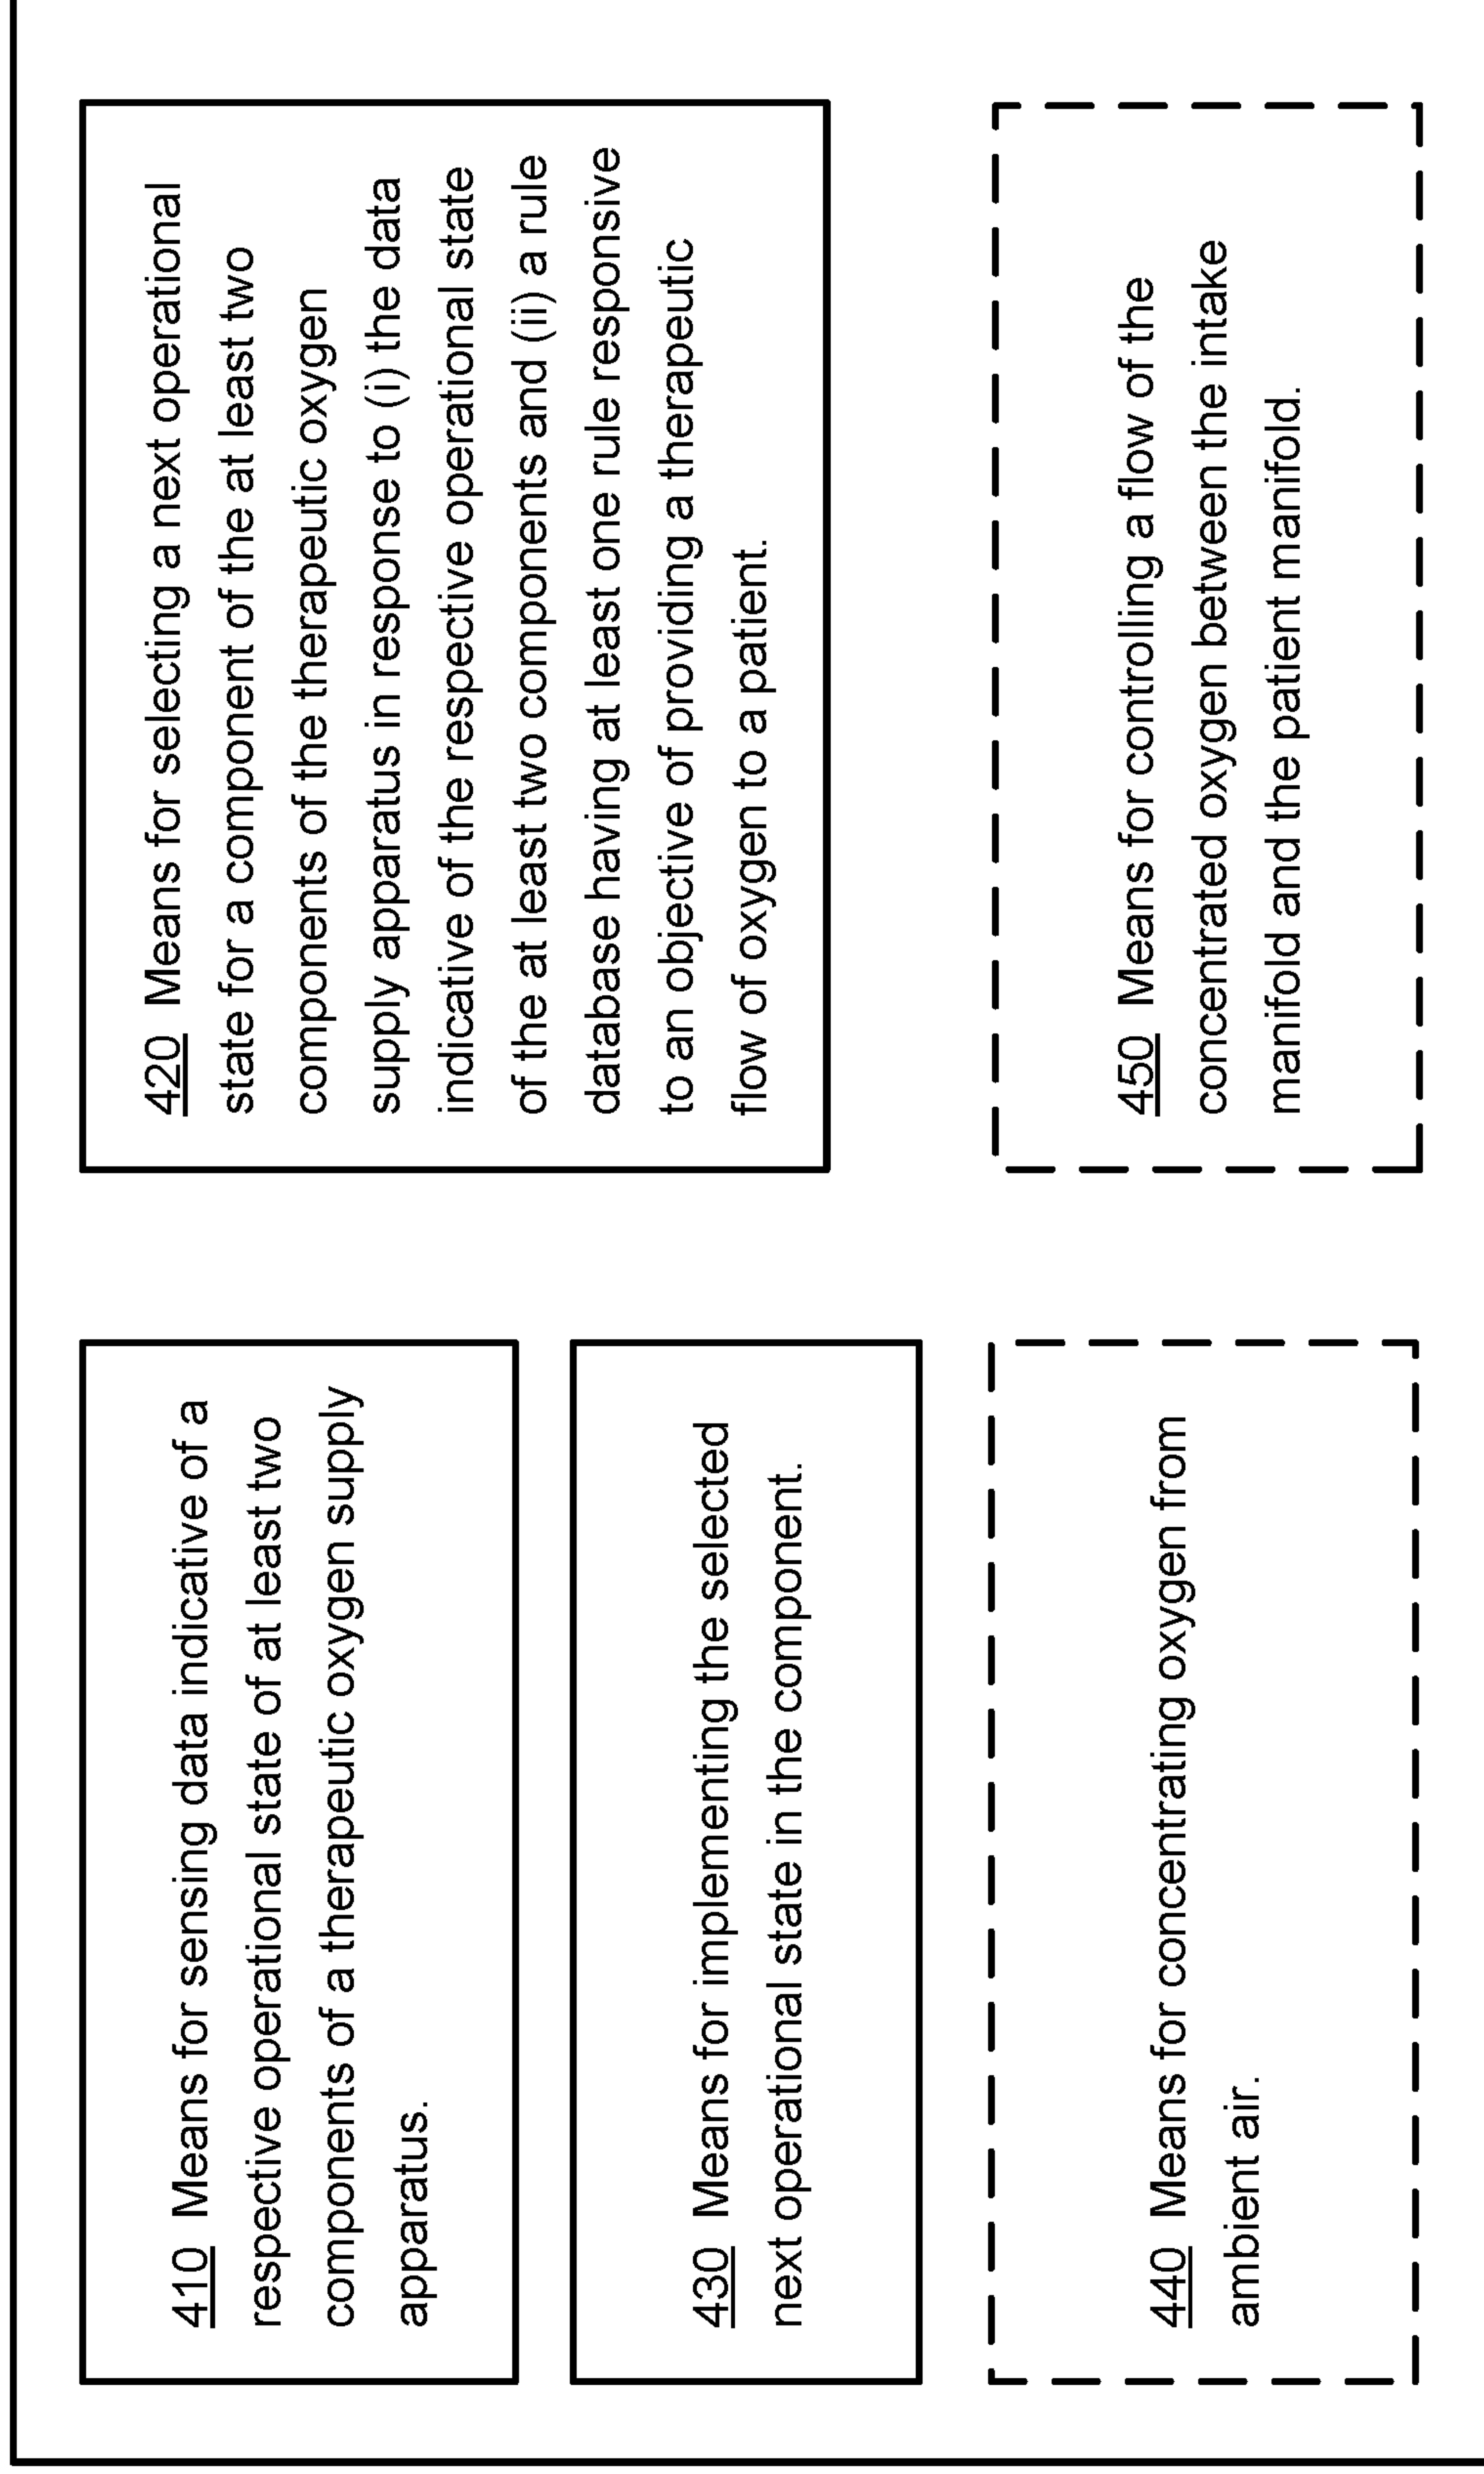 410 Means for sensing data indicative of a
respective operational state of at least two
components of a therapeutic oxygen supply
apparatus.
420 Means for selecting a next operational
state for a component of the at least two
components of the therapeutic oxygen
supply apparatus in response to (i) the data
indicative of the respective operational state
of the at least two components and (ii) a rule
database having at least one rule responsive
to an objective of providing a therapeutic
flow of oxygen to a patient.
430 Means for implementing the selected
next operational state in the component.
440 Means for concentrating oxygen from
ambient air.
450 Means for controlling a flow of the
concentrated oxygen between the intake
manifold and the patient manifold.